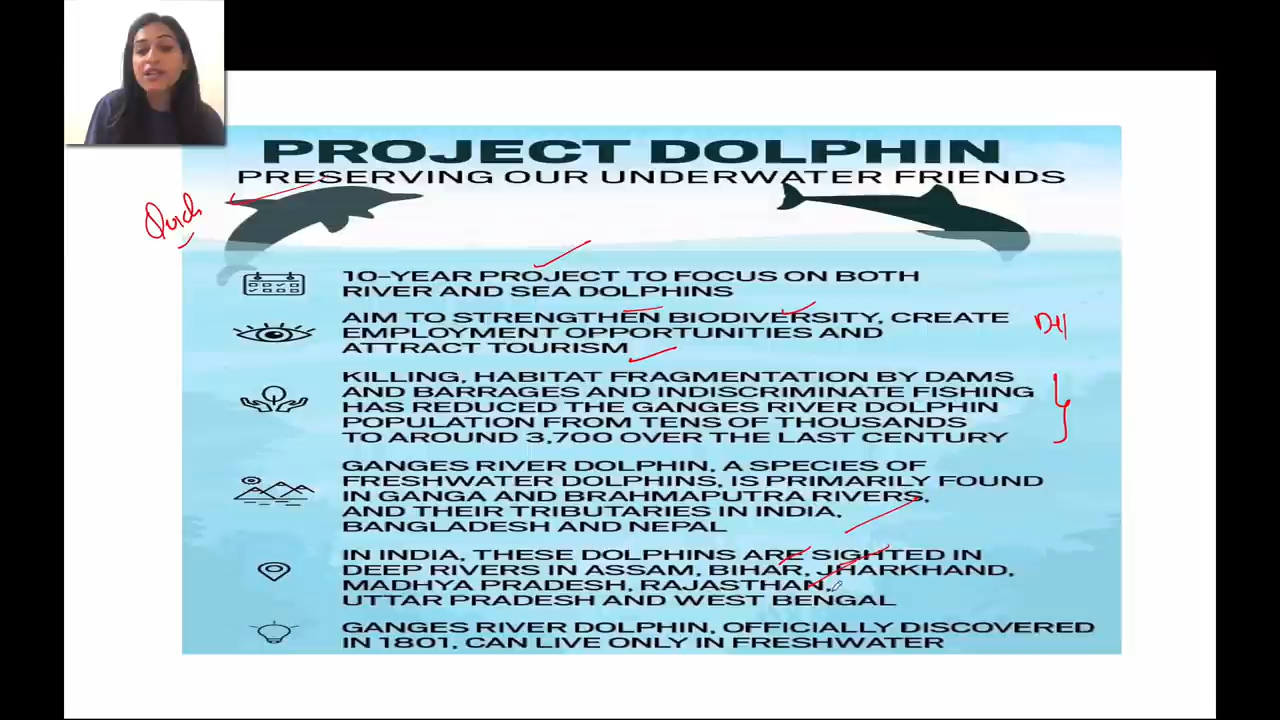 PROJECT DOLPHIN
PRESERVING OUR UNDERWATER FRIENDS
10-YEAR PROJECT TO FOCUS ON BOTH
RIVER AND SEA DOLPHINS
AIM TO STRENGTHEN BIODIVERSITY, CREATE
EMPLOYMENT OPPORTUNITIES AND
ATTRACT TOURISM
KILLING, HABITAT FRAGMENTATION BY DAMS
AND BARRAGES AND INDISCRIMINATE FISHING
HAS REDUCED THE GANGES RIVER DOLPHIN
POPULATION FROM TENS OF THOUSANDS
TO AROUND 3,700 OVER THE LAST CENTURY
GANGES RIVER DOLPHIN, A SPECIES OF
FRESHWATER DOLPHINS, IS PRIMARILY FOUND
IN GANGA AND BRAHMAPUTRA RIVERS,
AND THEIR TRIBUTARIES IN INDIA,
BANGLADESH AND NEPAL
IN INDIA, THESE DOLPHINS ARE SIGHTED IN
DEEP RIVERS IN ASSAM, BIHAR, JHARKHAND,
MADHYA PRADESH, RAJASTHAN,
UTTAR PRADESH AND WEST BENGAL
GANGES RIVER DOLPHIN, OFFICIALLY DISCOVERED
IN 1801, CAN LIVE ONLY IN FRESHWATER